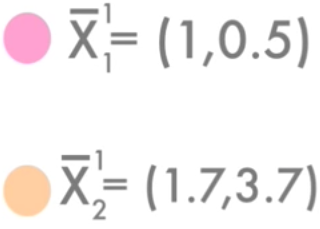 X̄₁¹ = (1,0.5)
X̄₂¹ = (1.7,3.7)